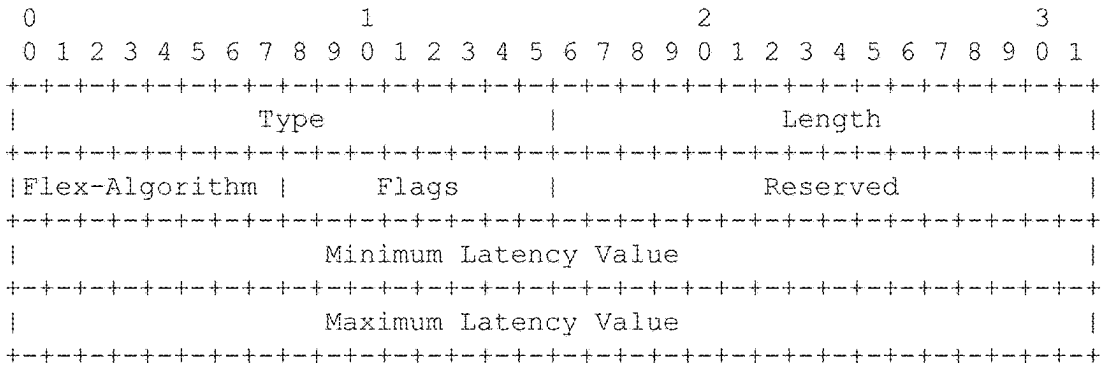 0                   1                   2                   3
 0 1 2 3 4 5 6 7 8 9 0 1 2 3 4 5 6 7 8 9 0 1 2 3 4 5 6 7 8 9 0 1
+-+-+-+-+-+-+-+-+-+-+-+-+-+-+-+-+-+-+-+-+-+-+-+-+-+-+-+-+-+-+-+-+
|              Type             |             Length            |
+-+-+-+-+-+-+-+-+-+-+-+-+-+-+-+-+-+-+-+-+-+-+-+-+-+-+-+-+-+-+-+-+
|Flex-Algorithm |     Flags     |            Reserved           |
+-+-+-+-+-+-+-+-+-+-+-+-+-+-+-+-+-+-+-+-+-+-+-+-+-+-+-+-+-+-+-+-+
|                  Minimum Latency Value                        |
+-+-+-+-+-+-+-+-+-+-+-+-+-+-+-+-+-+-+-+-+-+-+-+-+-+-+-+-+-+-+-+-+
|                  Maximum Latency Value                        |
+-+-+-+-+-+-+-+-+-+-+-+-+-+-+-+-+-+-+-+-+-+-+-+-+-+-+-+-+-+-+-+-+